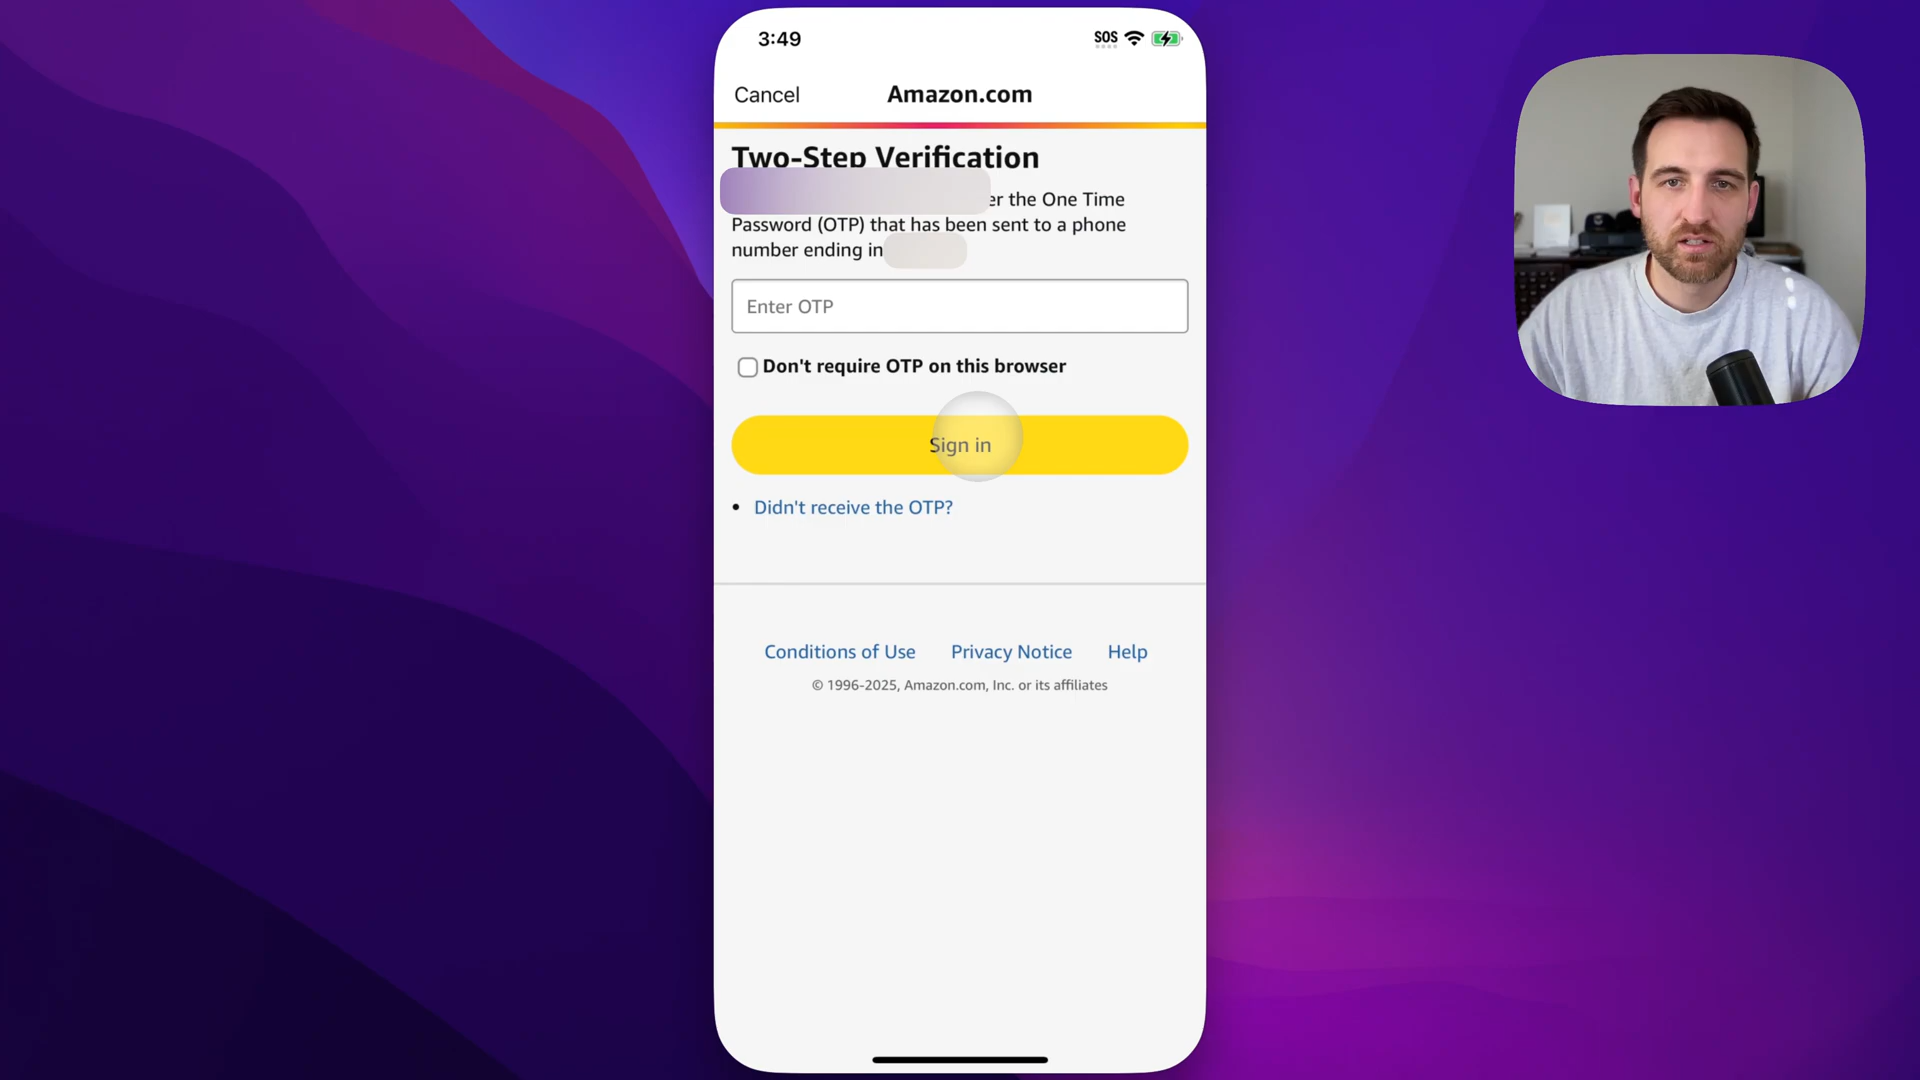 3:49
SOS
Cancel
Amazon.com
Two-Step Verification
the One Time
Password (OTP) that has been sent to a phone
number ending in
Enter OTP
Don't require OTP on this browser
Sign in
• Didn't receive the OTP?
Conditions of Use Privacy Notice Help
© 1996-2025, Amazon.com, Inc. or its affiliates